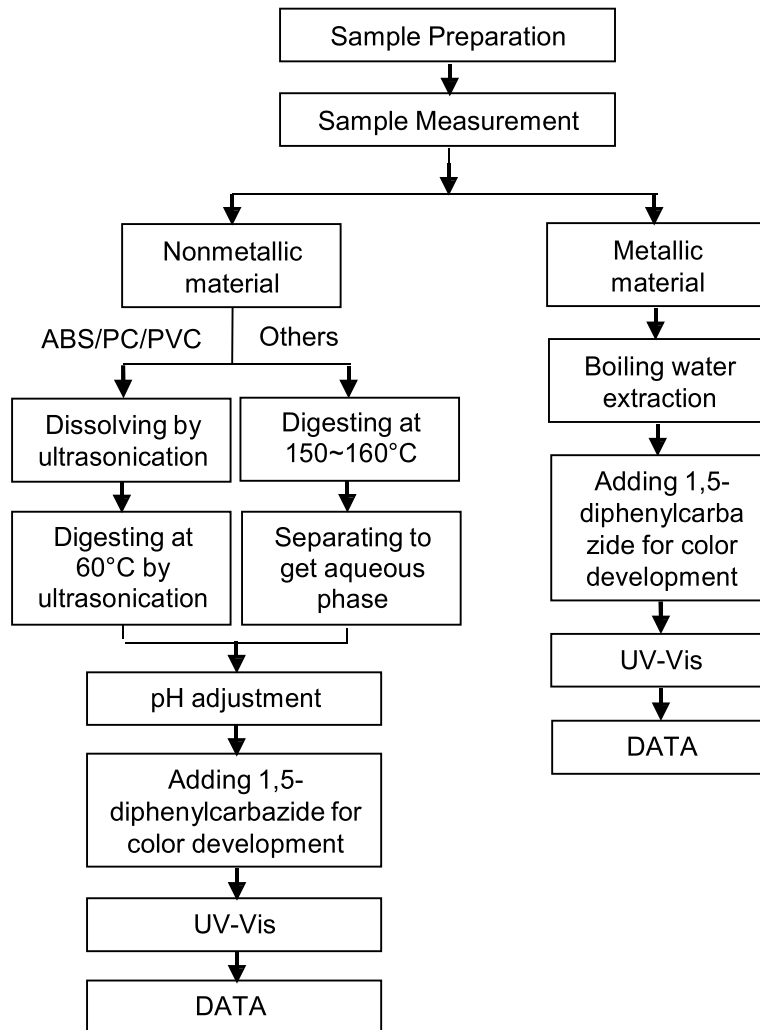 Sample Preparation
Sample Measurement
Nonmetallic
material
ABS/PC/PVC
Others
Dissolving by
ultrasonication
Digesting at
150~160°C
Digesting at
60°C by
ultrasonication
Separating to
get aqueous
phase
pH adjustment
Adding 1,5-
diphenylcarbazide for
color development
UV-Vis
DATA
Metallic
material
Boiling water
extraction
Adding 1,5-
diphenylcarba
zide for color
development
UV-Vis
DATA